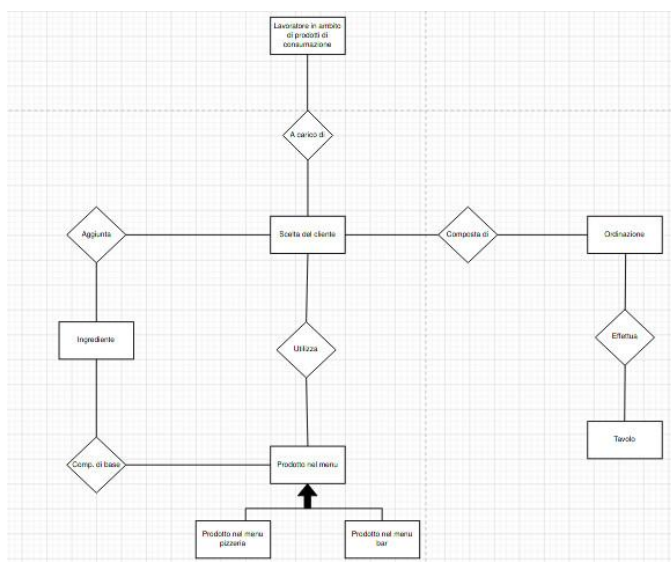 Lavoratore in ambito
di prodotti di
consumazione
A carico di
Aggiunta
Scelta del cliente
Composta di
Ordinazione
Ingrediente
Utilizza
Effettua
Comp. di base
Prodotto nel menu
Tavolo
Prodotto nel menu
pizzeria
Prodotto nel menu
bar